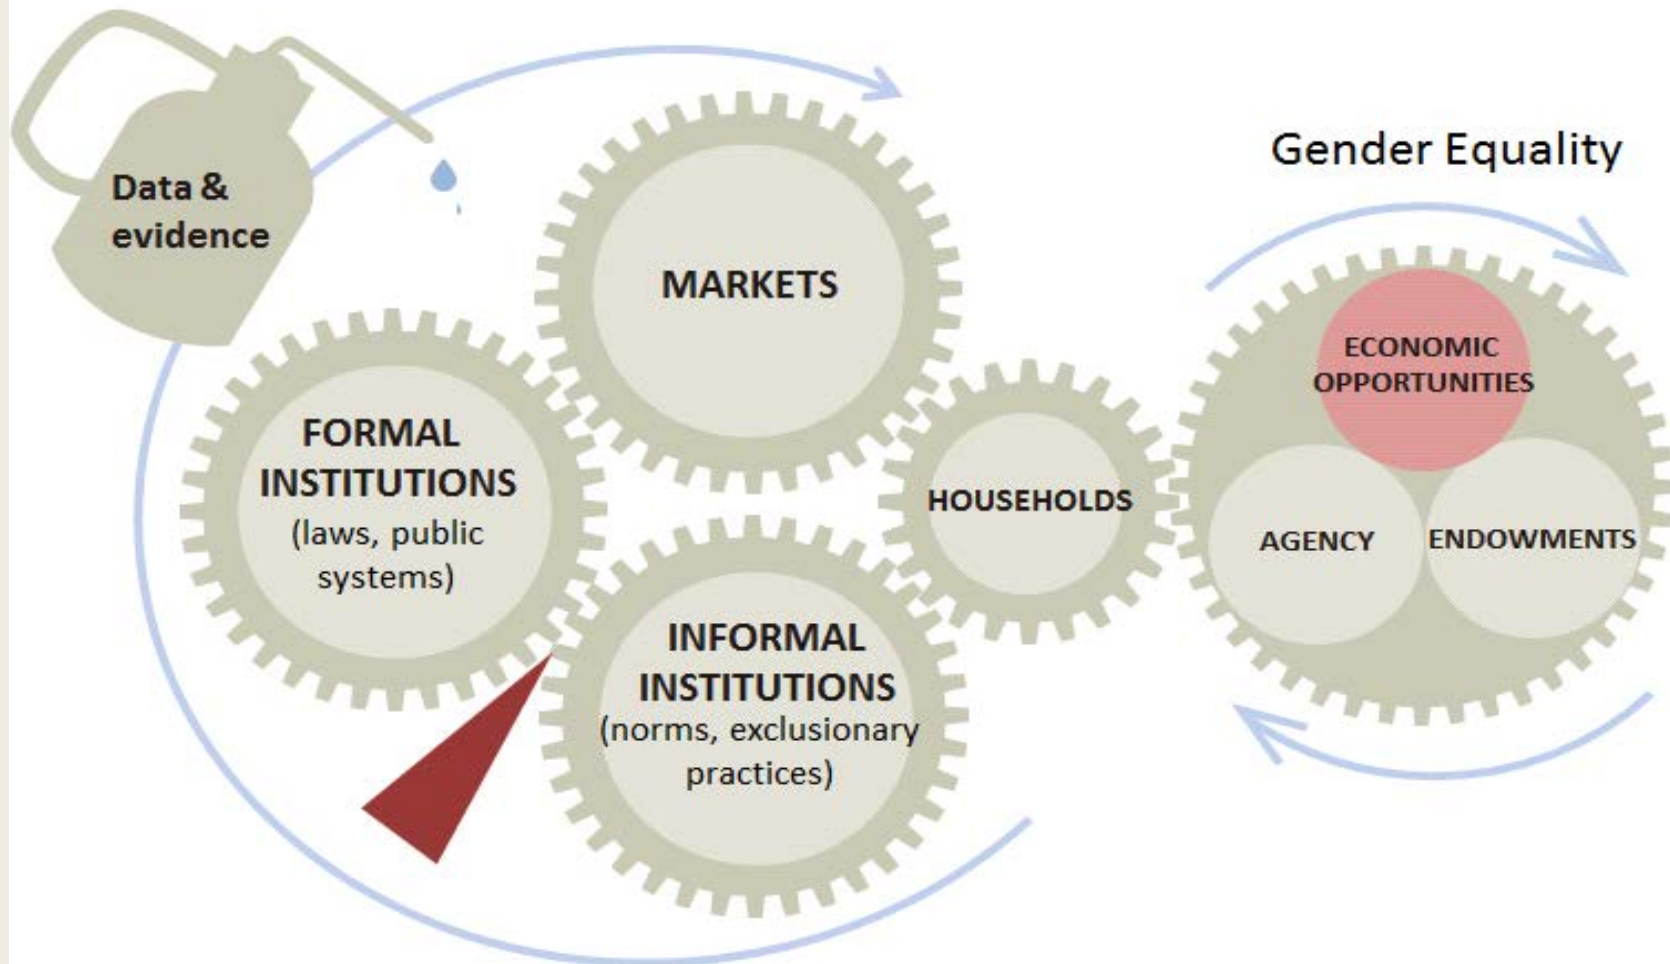 Data &
evidence
MARKETS
Gender Equality
FORMAL
INSTITUTIONS
(laws, public
systems)
HOUSEHOLDS
INFORMAL
INSTITUTIONS
(norms, exclusionary
practices)
ECONOMIC
OPPORTUNITIES
AGENCY
ENDOWMENTS